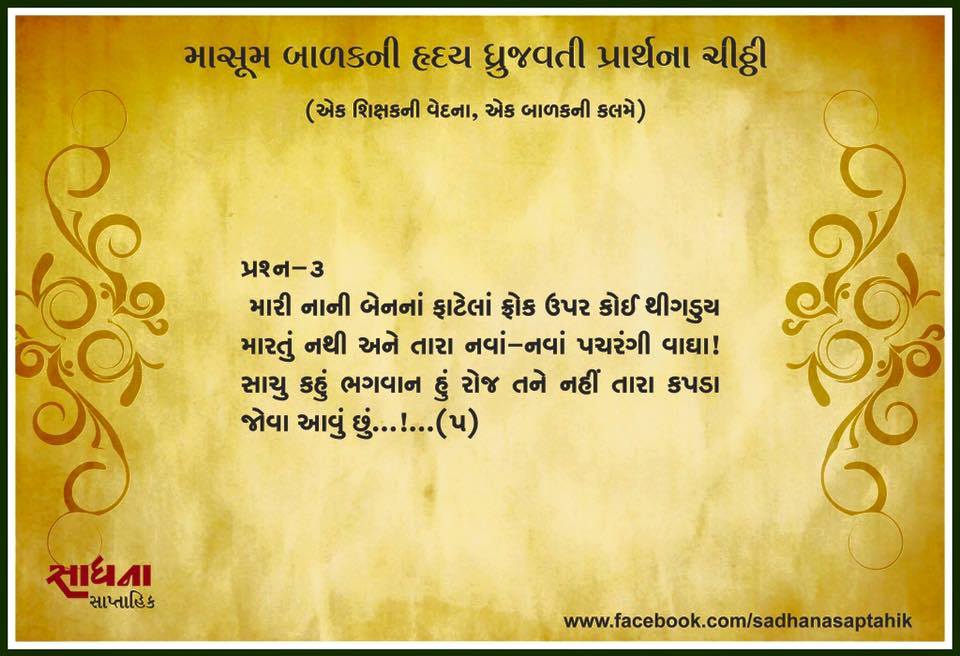 માસૂમ બાળકની હૃદય ધ્રુજવતી પ્રાર્થના ચીઠ્ઠી
(એક શિક્ષકની વેદના, એક બાળકની કલમે)
પ્રશ્ન–૩
મારી નાની બેનનાં ફાટેલાં ફ્રોક ઉપર કોઈ થીગડુય
મારતું નથી અને તારા નવાં–નવાં પચરંગી વાઘા!
સાચુ કહું ભગવાન હું રોજ તને નહીં તારા કપડા
જોવા આવું છું...!...(૫)
સાધના
સાપ્તાહિક
www.facebook.com/sadhanasaptahik